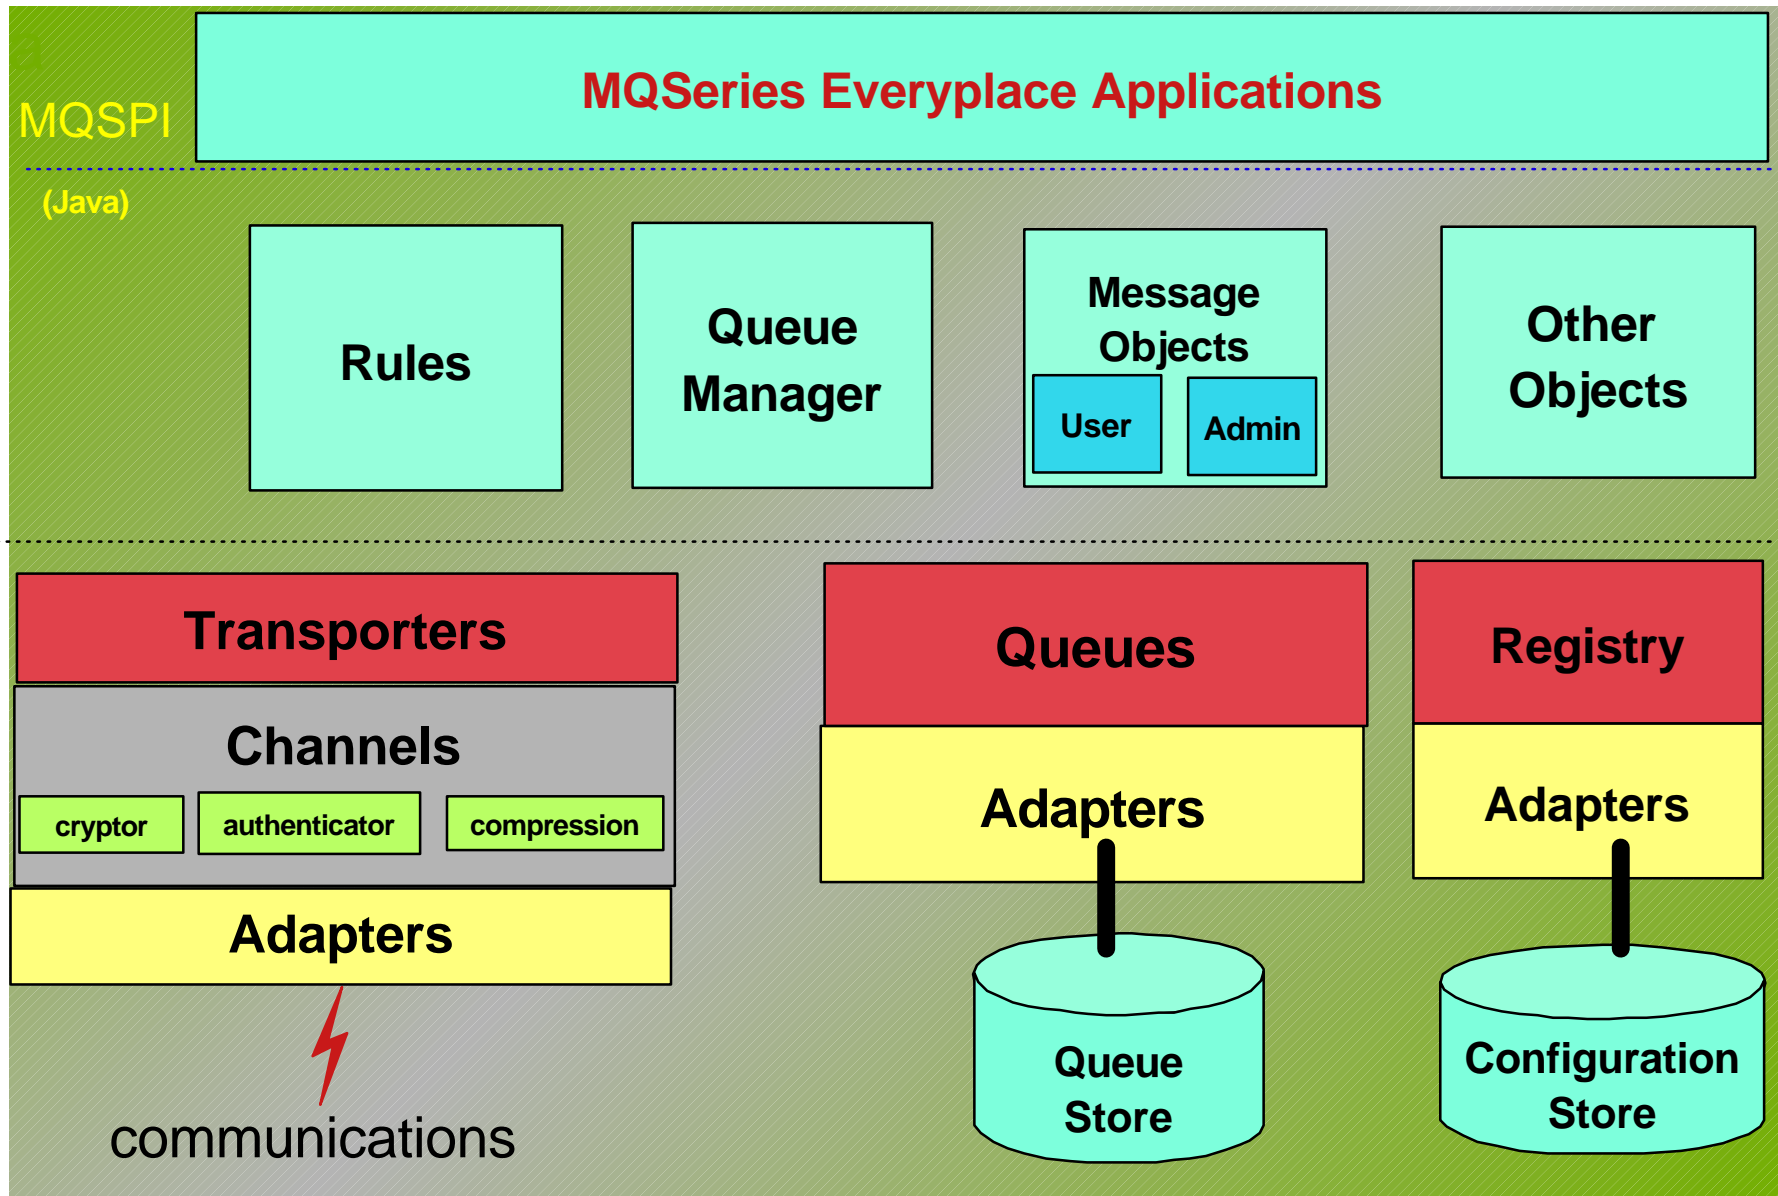 a
MQSeries Everyplace Applications
MQSPI
(Java)
Rules
Queue
Manager
Message
Objects
User
Admin
Other
Objects
Transporters
Channels
cryptor
authenticator
compression
Adapters
communications
Queues
Adapters
Queue
Store
Registry
Adapters
Configuration
Store